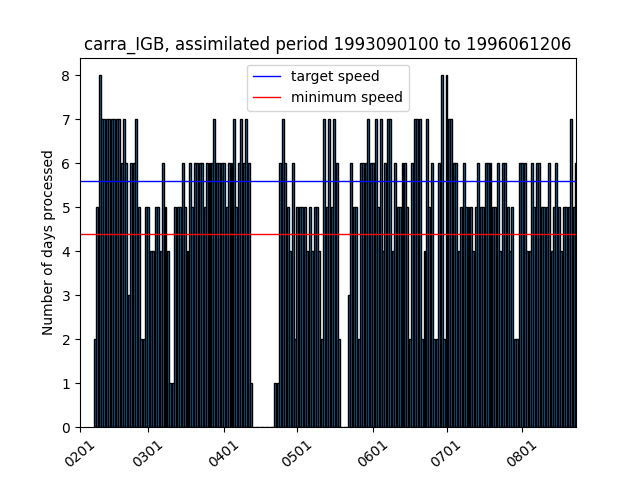 carra_IGB, assimilated period 1993090100 to 1996061206
target speed
minimum speed
Number of days processed
8
7
6
5
4
3
2
1
0
0201 0301 0401 0501 0601 0701 0801